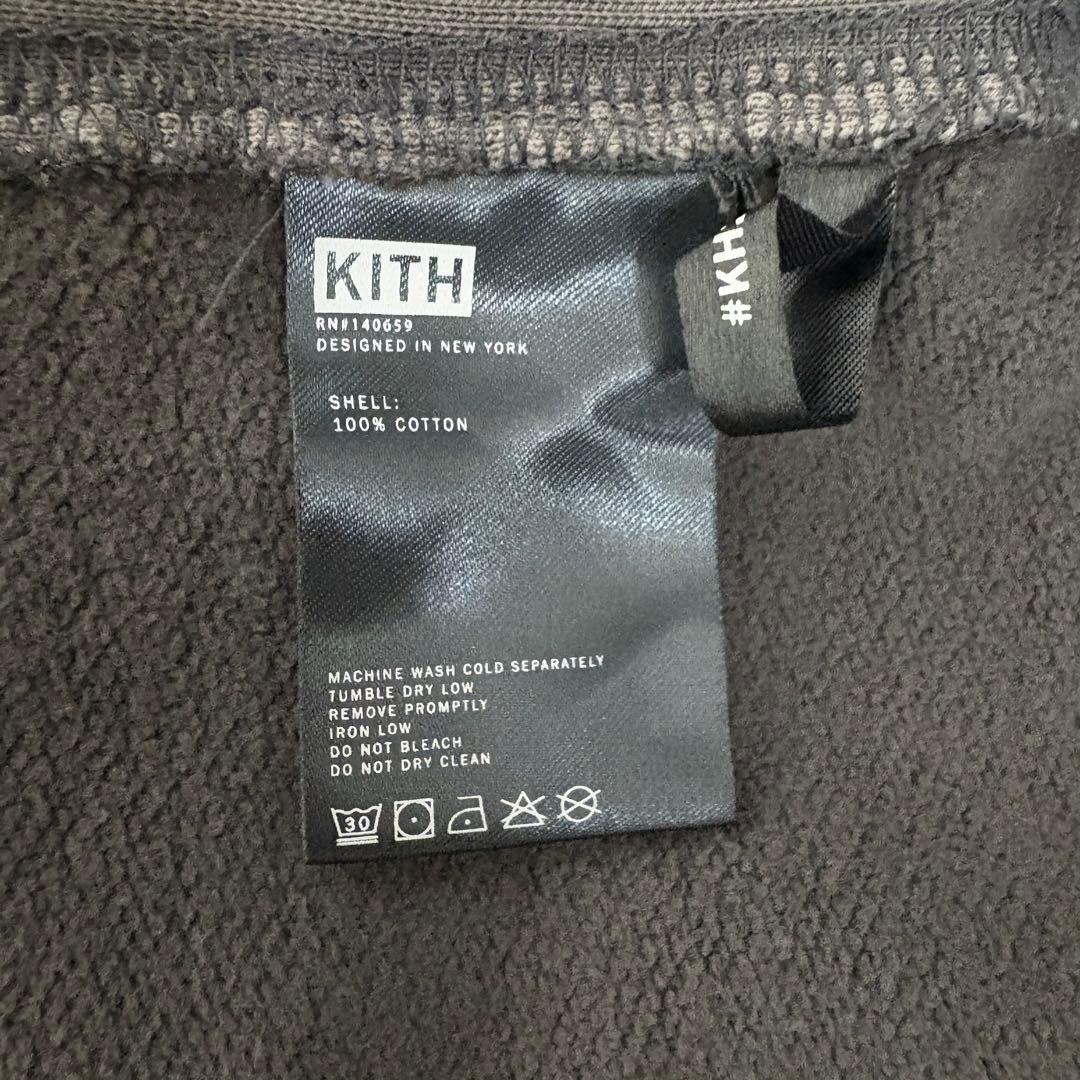 KITH
RN#140659
DESIGNED IN NEW YORK
SHELL:
100% COTTON
MACHINE WASH COLD SEPARATELY
TUMBLE DRY LOW
REMOVE PROMPTLY
IRON LOW
DO NOT BLEACH
DO NOT DRY CLEAN
30